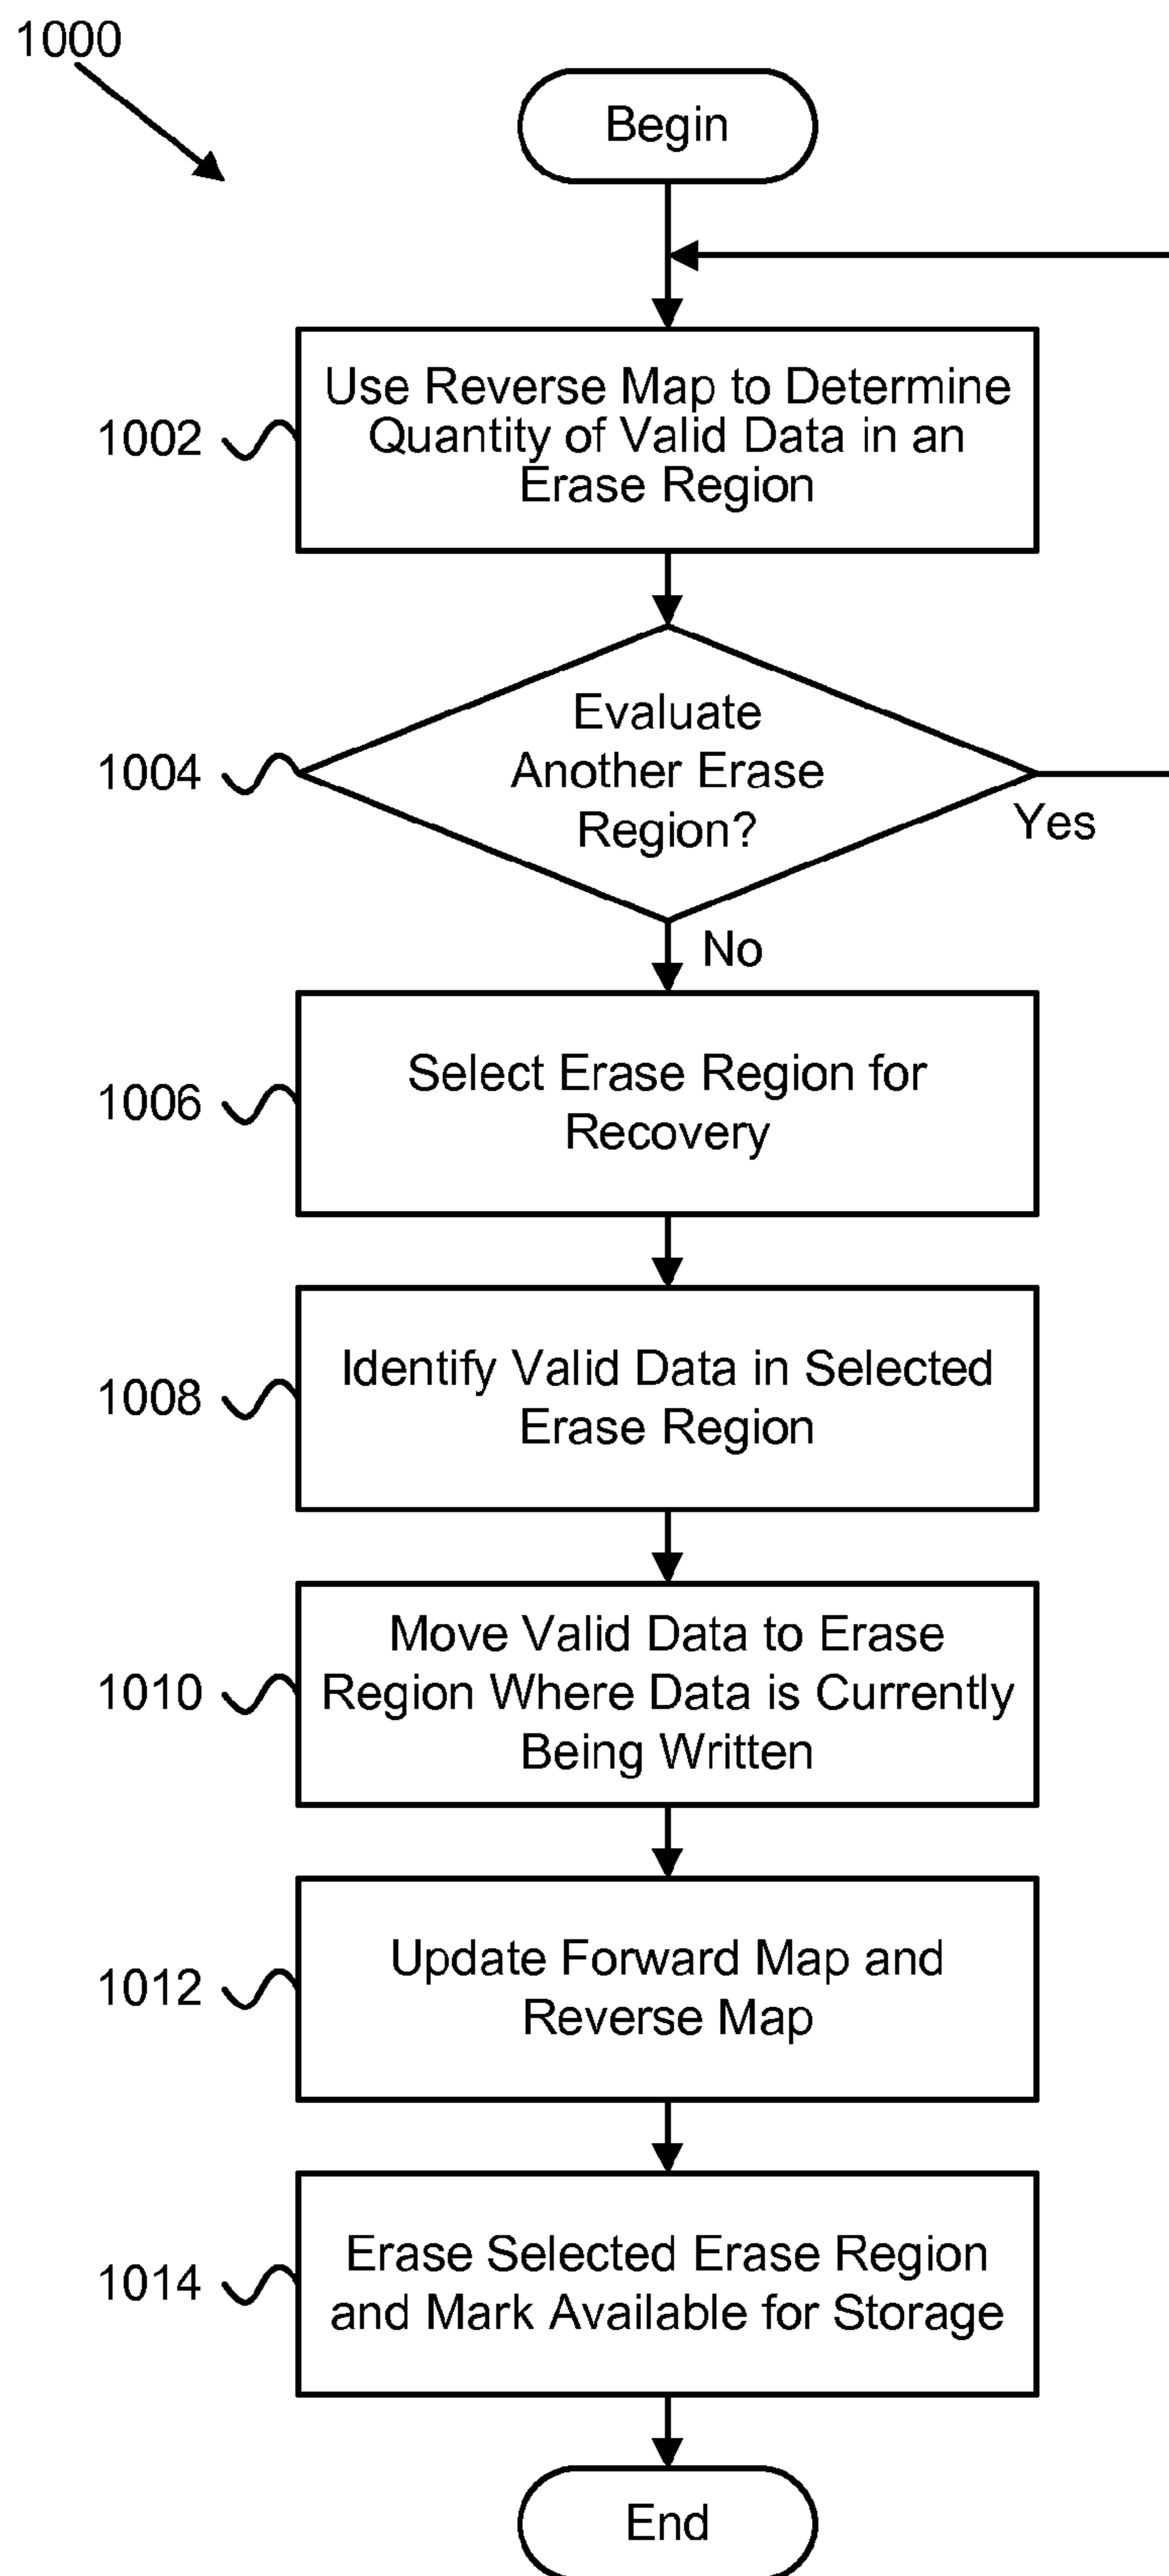 1000
Begin
Use Reverse Map to Determine
Quantity of Valid Data in an
Erase Region
1002
Evaluate
Another Erase
Region?
1004
Yes
No
Select Erase Region for
Recovery
1006
Identify Valid Data in Selected
Erase Region
1008
Move Valid Data to Erase
Region Where Data is Currently
Being Written
1010
Update Forward Map and
Reverse Map
1012
Erase Selected Erase Region
and Mark Available for Storage
1014
End